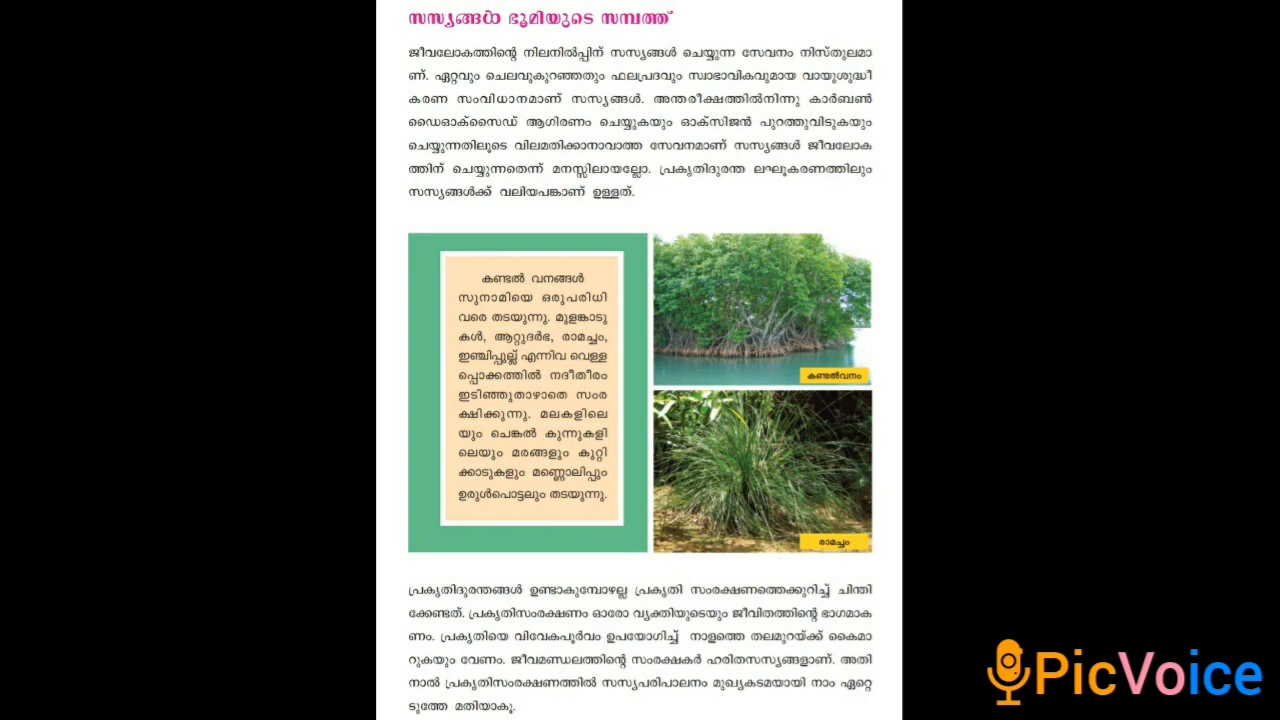 സസ്യങ്ങൾ ഭൂമിയുടെ സമ്പത്ത്
ജീവലോകത്തിന്റെ നിലനിൽപ്പിന് സസ്യങ്ങൾ ചെയ്യുന്ന സേവനം നിസ്തുലമാ
ണ്. ഏറ്റവും ചെലവുകുറഞ്ഞതും ഫലപ്രദവും സ്വാഭാവികവുമായ വായുശുദ്ധീ
കരണ സംവിധാനമാണ് സസ്യങ്ങൾ. അന്തരീക്ഷത്തിൽനിന്നു കാർബൺ
ഡൈഓക്സൈഡ് ആഗിരണം ചെയ്യുകയും ഓക്സിജൻ പുറത്തുവിടുകയും
ചെയ്യുന്നതിലൂടെ വിലമതിക്കാനാവാത്ത സേവനമാണ് സസ്യങ്ങൾ ജീവലോക
ത്തിന് ചെയ്യുന്നതെന്ന് മനസ്സിലായല്ലോ. പ്രകൃതിദുരന്ത ലഘൂകരണത്തിലും
സസ്യങ്ങൾക്ക് വലിയപങ്കാണ് ഉള്ളത്.
കണ്ടൽ വനങ്ങൾ
സുനാമിയെ ഒരുപരിധി
വരെ തടയുന്നു. മുളങ്കാടു
കൾ, ആറ്റുദർഭ, രാമച്ചം,
ഇഞ്ചിപ്പുല്ല് എന്നിവ വെള്ള
പ്പൊക്കത്തിൽ നദീതീരം
ഇടിഞ്ഞുതാഴാതെ സംര
ക്ഷിക്കുന്നു. മലകളിലെ
യും ചെങ്കൽ കുന്നുകളി
ലെയും മരങ്ങളും കുറ്റി
ക്കാടുകളും മണ്ണൊലിപ്പും
ഉരുൾപൊട്ടലും തടയുന്നു.
കണ്ടൽവനം
രാമച്ചം
പ്രകൃതിദുരന്തങ്ങൾ ഉണ്ടാകുമ്പോഴല്ല പ്രകൃതി സംരക്ഷണത്തെക്കുറിച്ച് ചിന്തി
ക്കേണ്ടത്. പ്രകൃതിസംരക്ഷണം ഓരോ വ്യക്തിയുടെയും ജീവിതത്തിന്റെ ഭാഗമാക
ണം. പ്രകൃതിയെ വിവേകപൂർവം ഉപയോഗിച്ച് നാളത്തെ തലമുറയ്ക്ക് കൈമാ
റുകയും വേണം. ജീവമണ്ഡലത്തിന്റെ സംരക്ഷകർ ഹരിതസസ്യങ്ങളാണ്. അതി
നാൽ പ്രകൃതിസംരക്ഷണത്തിൽ സസ്യപരിപാലനം മുഖ്യകടമയായി നാം ഏറ്റെ
ടുത്തേ മതിയാകൂ.
PicVoice